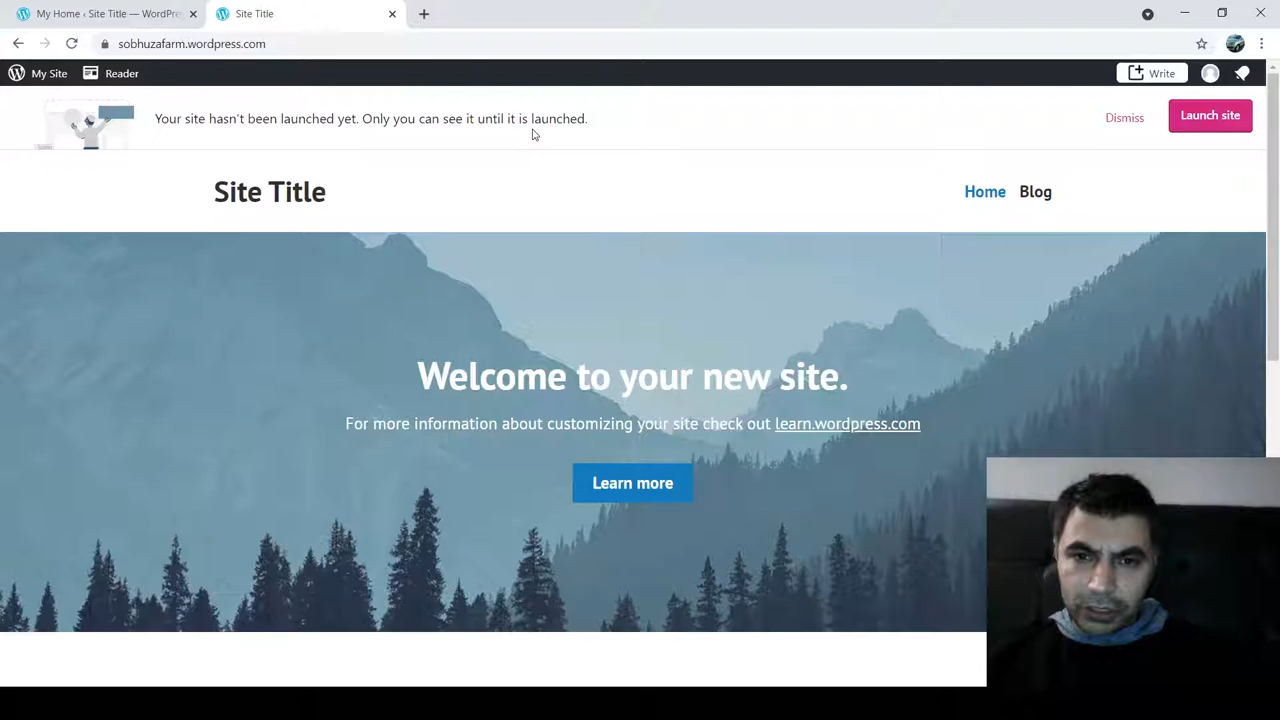 My Home ‹ Site Title — WordPre
Site Title
sobhuzafarm.wordpress.com
My Site
Reader
Write
Your site hasn't been launched yet. Only you can see it until it is launched.
Dismiss
Launch site
Site Title
Home
Blog
Welcome to your new site.
For more information about customizing your site check out learn.wordpress.com
Learn more